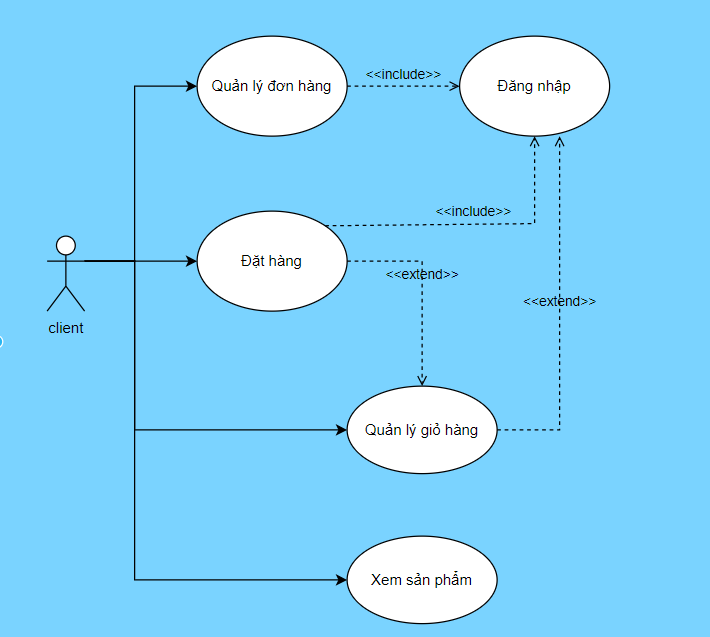 Quản lý đơn hàng
<<include>>
Đăng nhập
<<include>>
Đặt hàng
<<extend>>
<<extend>>
client
Quản lý giỏ hàng
Xem sản phẩm